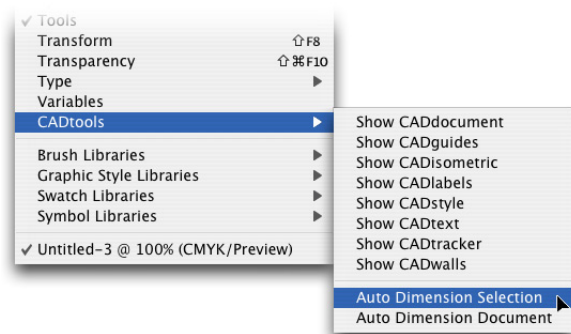 ✓ Tools
Transform ⇧F8
Transparency ⇧⌘F10
Type ▶
Variables
CADtools ▶
Brush Libraries ▶
Graphic Style Libraries ▶
Swatch Libraries ▶
Symbol Libraries ▶
✓ Untitled-3 @ 100% (CMYK/Preview)
Show CADdocument
Show CADguides
Show CADisometric
Show CADlabels
Show CADstyle
Show CADtext
Show CADtracker
Show CADwalls
Auto Dimension Selection
Auto Dimension Document